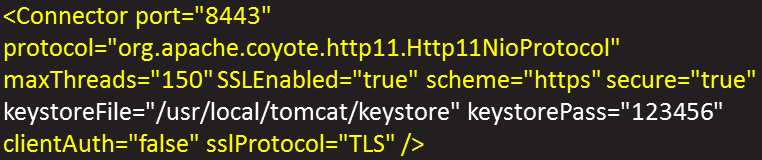 <Connector port="8443"
protocol="org.apache.coyote.http11.Http11NioProtocol"
maxThreads="150" SSLEnabled="true" scheme="https" secure="true"
keystoreFile="/usr/local/tomcat/keystore" keystorePass="123456"
clientAuth="false" sslProtocol="TLS" />